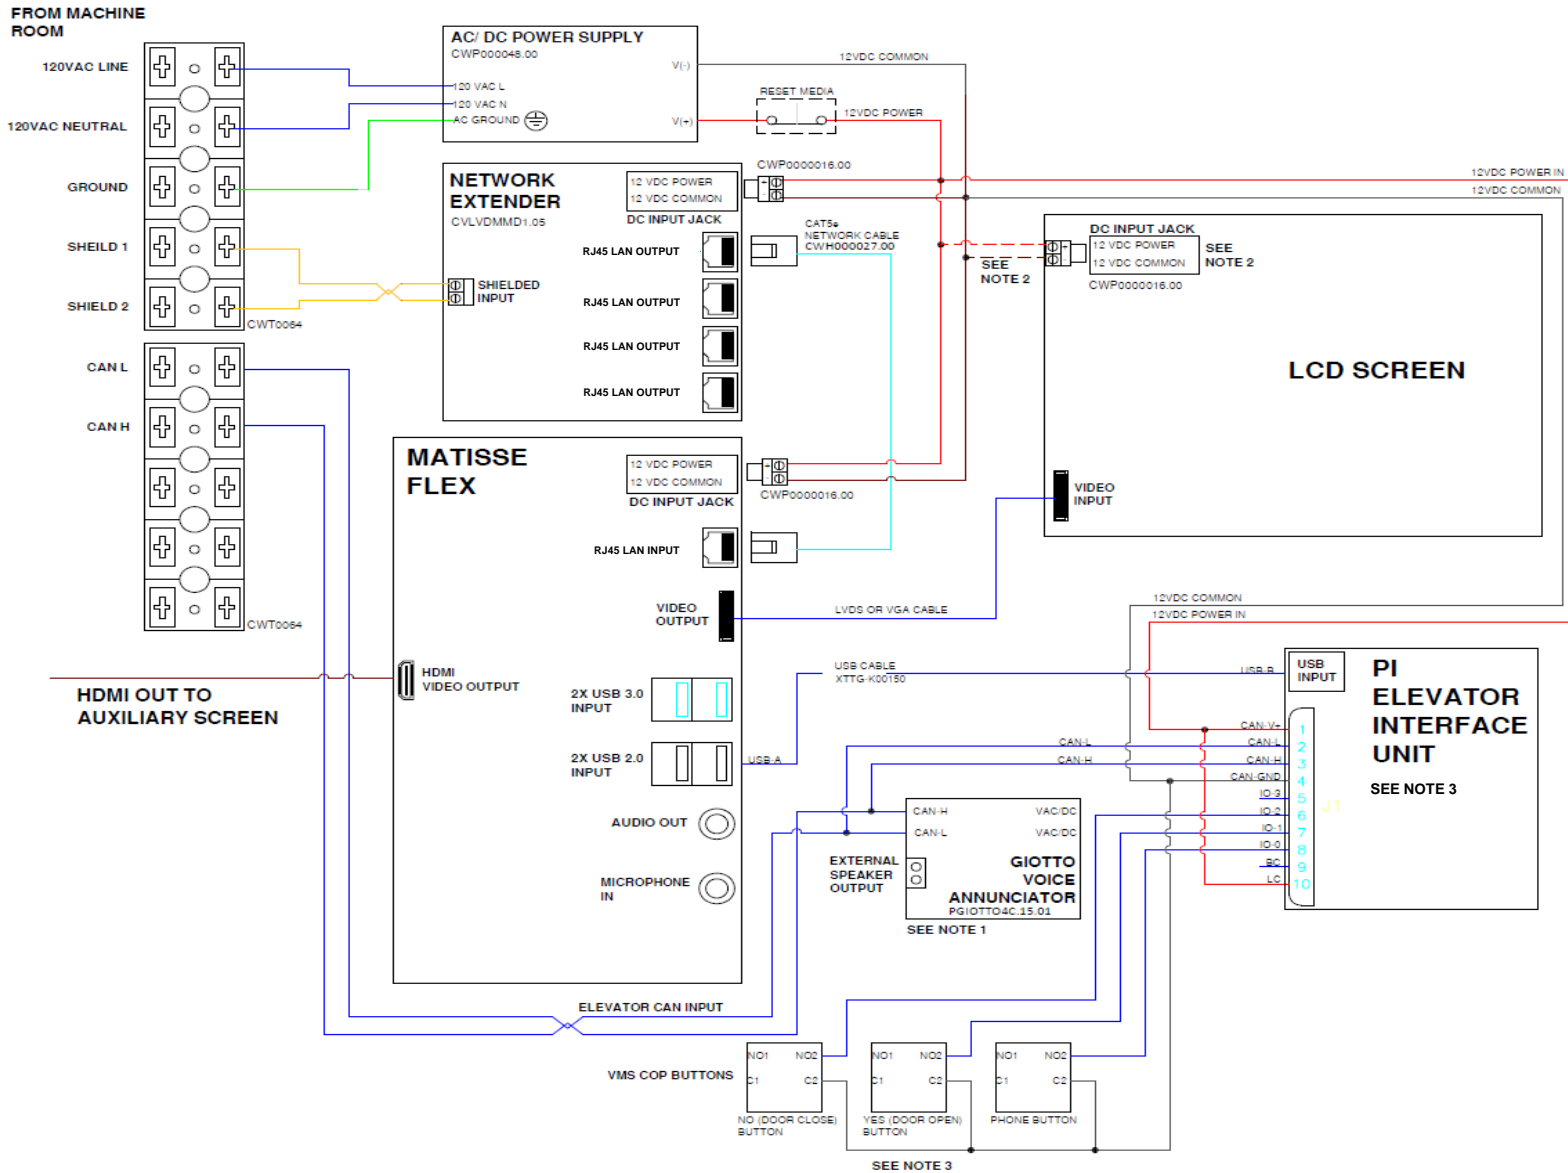 FROM MACHINE
ROOM
120VAC LINE
120VAC NEUTRAL
GROUND
SHEILD 1
SHIELD 2
CWT0064
CAN L
CAN H
CWT0064
AC/ DC POWER SUPPLY
CWP000048.00
V(-)
120 VAC L
120 VAC N
AC GROUND
V(+)
12VDC COMMON
RESET MEDIA
12VDC POWER
NETWORK
EXTENDER
CVLVDMMD1.05
12 VDC POWER
12 VDC COMMON
DC INPUT JACK
CWP0000016.00
RJ45 LAN OUTPUT
RJ45 LAN OUTPUT
RJ45 LAN OUTPUT
RJ45 LAN OUTPUT
SHIELDED
INPUT
CAT5e
NETWORK CABLE
CWH000027.00
12VDC POWER IN
12VDC COMMON
DC INPUT JACK
12 VDC POWER
12 VDC COMMON
CWP0000016.00
SEE
NOTE 2
SEE
NOTE 2
LCD SCREEN
VIDEO
INPUT
MATISSE
FLEX
12 VDC POWER
12 VDC COMMON
DC INPUT JACK
CWP0000016.00
RJ45 LAN INPUT
VIDEO
OUTPUT
LVDS OR VGA CABLE
HDMI
VIDEO OUTPUT
HDMI OUT TO
AUXILIARY SCREEN
2X USB 3.0
INPUT
2X USB 2.0
INPUT
USB-A
USB CABLE
XTTG-K00150
USB-B
AUDIO OUT
MICROPHONE
IN
12VDC COMMON
12VDC POWER IN
USB
INPUT
PI
ELEVATOR
INTERFACE
UNIT
SEE NOTE 3
J1
CAN-V+ 1
CAN-L CAN-L 2
CAN-H CAN-H 3
CAN-GND 4
IO-3 5
IO-2 6
IO-1 7
IO-0 8
BC 9
LC 10
CAN-H VAC/DC
CAN-L VAC/DC
EXTERNAL
SPEAKER
OUTPUT
GIOTTO
VOICE
ANNUNCIATOR
PGIOTTO4C.15.01
SEE NOTE 1
ELEVATOR CAN INPUT
VMS COP BUTTONS
NO1 NO2
C1 C2
NO (DOOR CLOSE)
BUTTON
NO1 NO2
C1 C2
YES (DOOR OPEN)
BUTTON
NO1 NO2
C1 C2
PHONE BUTTON
SEE NOTE 3